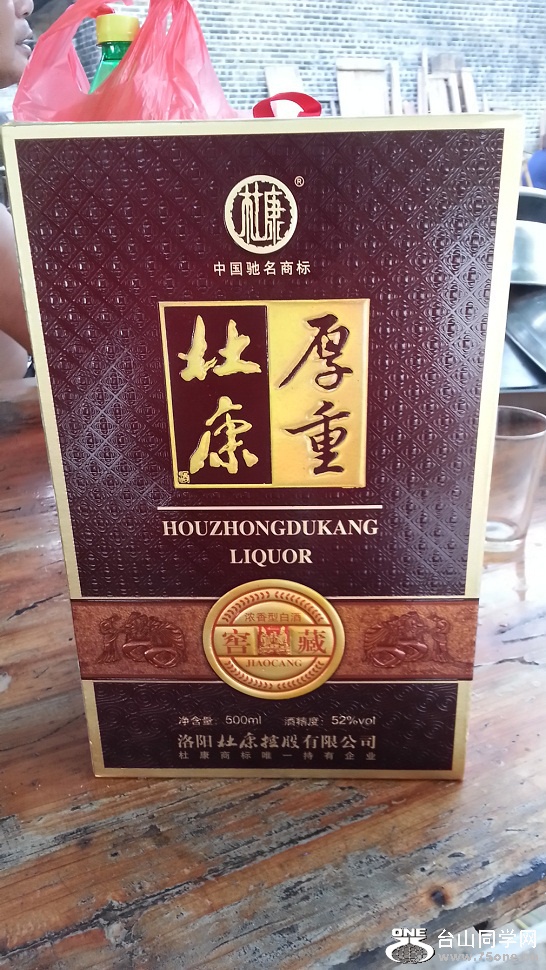 杜康®
中国驰名商标
厚重
杜康
HOUZHONGDUKANG
LIQUOR
浓香型白酒
窖藏
JIAOCANG
净含量：500ml 酒精度：52%vol
洛阳杜康控股有限公司
杜康商标唯一持有企业
ONE 台山同学网